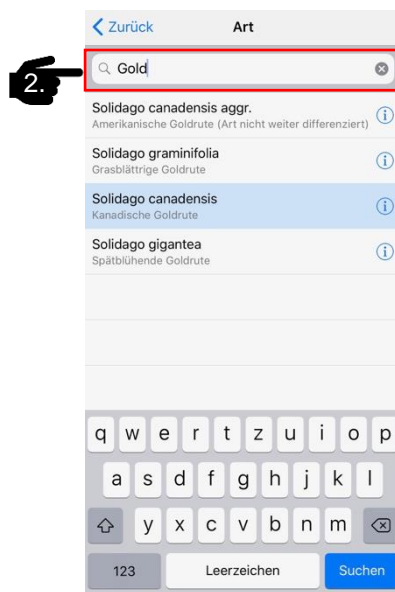 Zurück Art
Gold
2.
Solidago canadensis aggr.
Amerikanische Goldrute (Art nicht weiter differenziert)
Solidago graminifolia
Grasblättrige Goldrute
Solidago canadensis
Kanadische Goldrute
Solidago gigantea
Spätblühende Goldrute
q w e r t z u i o p
a s d f g h j k l
y x c v b n m
123 Leerzeichen Suchen